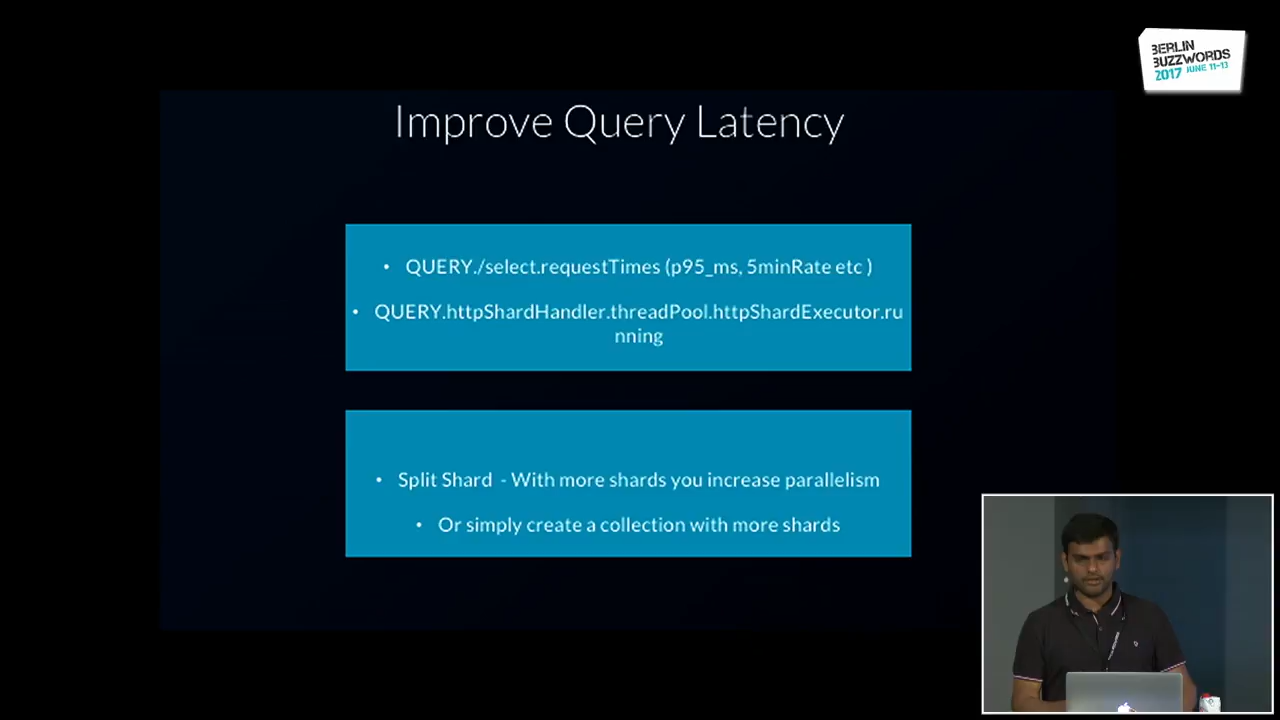 BERLIN
BUZZWORDS
2017 JUNE 11-13
Improve Query Latency
• QUERY./select.requestTimes (p95_ms, 5minRate etc )
• QUERY.httpShardHandler.threadPool.httpShardExecutor.ru
nning
• Split Shard - With more shards you increase parallelism
• Or simply create a collection with more shards